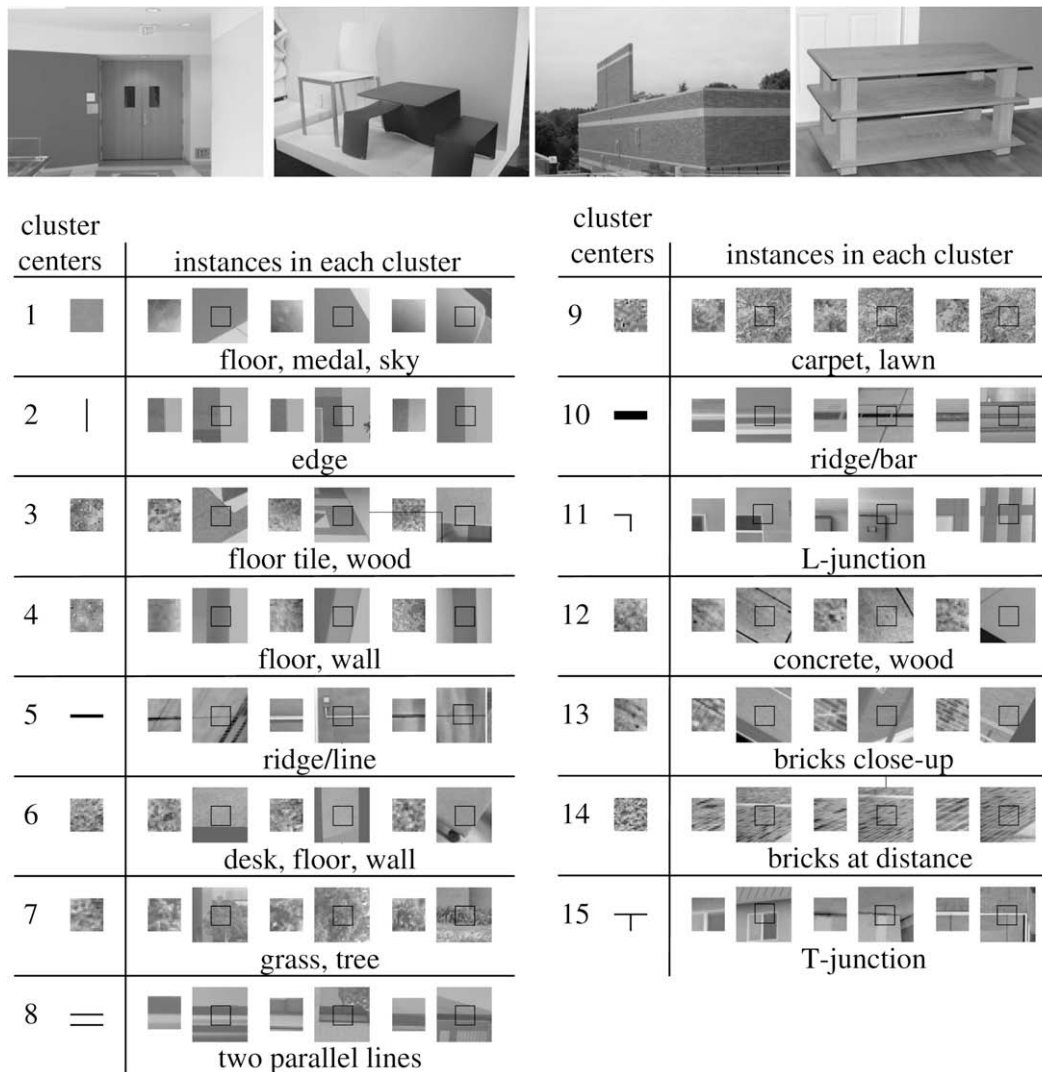 cluster
centers
instances in each cluster
1
floor, medal, sky
2
edge
3
floor tile, wood
4
floor, wall
5
ridge/line
6
desk, floor, wall
7
grass, tree
8
two parallel lines
cluster
centers
instances in each cluster
9
carpet, lawn
10
ridge/bar
11
L-junction
12
concrete, wood
13
bricks close-up
14
bricks at distance
15
T-junction